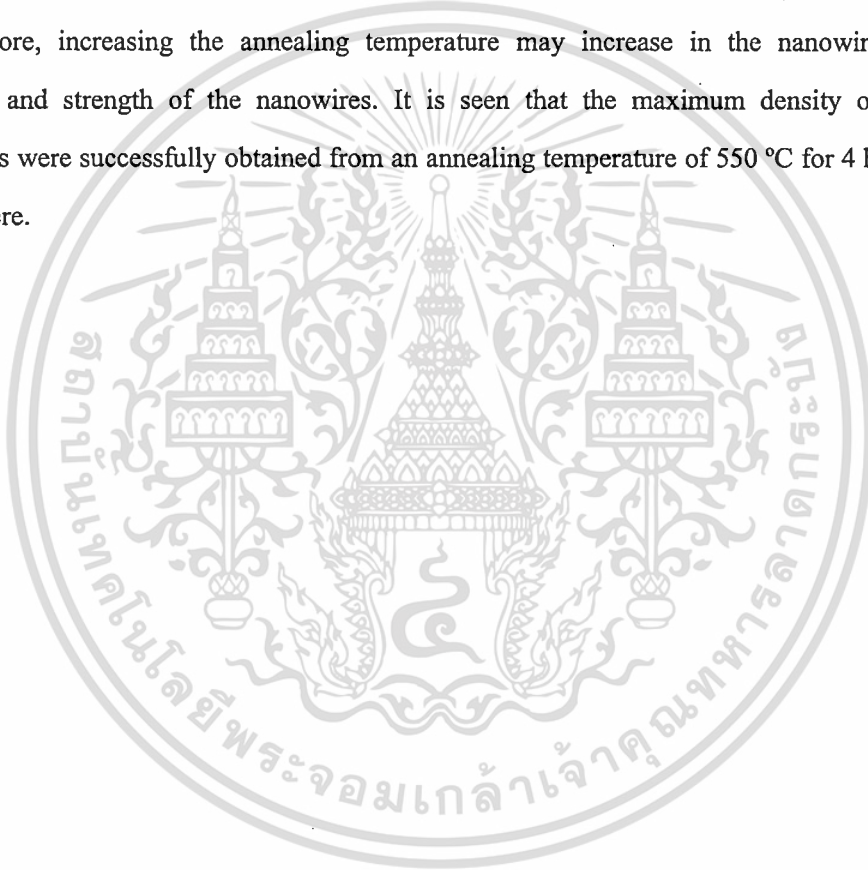 ore, increasing the annealing temperature may increase in the nanowir
and strength of the nanowires. It is seen that the maximum density o
s were successfully obtained from an annealing temperature of 550 ºC for 4 h
ere.
สถาบันเทคโนโลยีพระจอมเกล้าเจ้าคุณทหารลาดกระบัง
๔